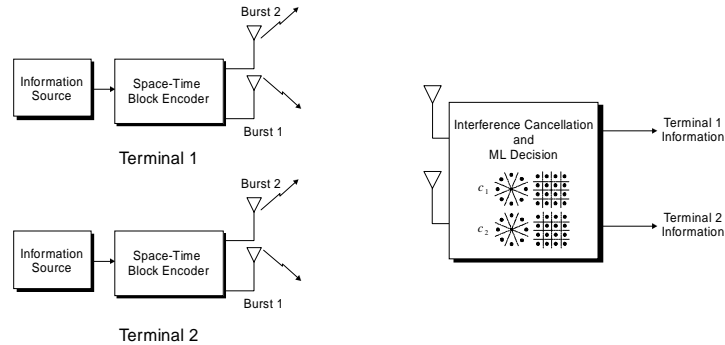 Burst 2
Information
Source
Space-Time
Block Encoder
Burst 1
Terminal 1
Burst 2
Information
Source
Space-Time
Block Encoder
Burst 1
Terminal 2
Interference Cancellation
and
ML Decision
c1
c2
Terminal 1
Information
Terminal 2
Information